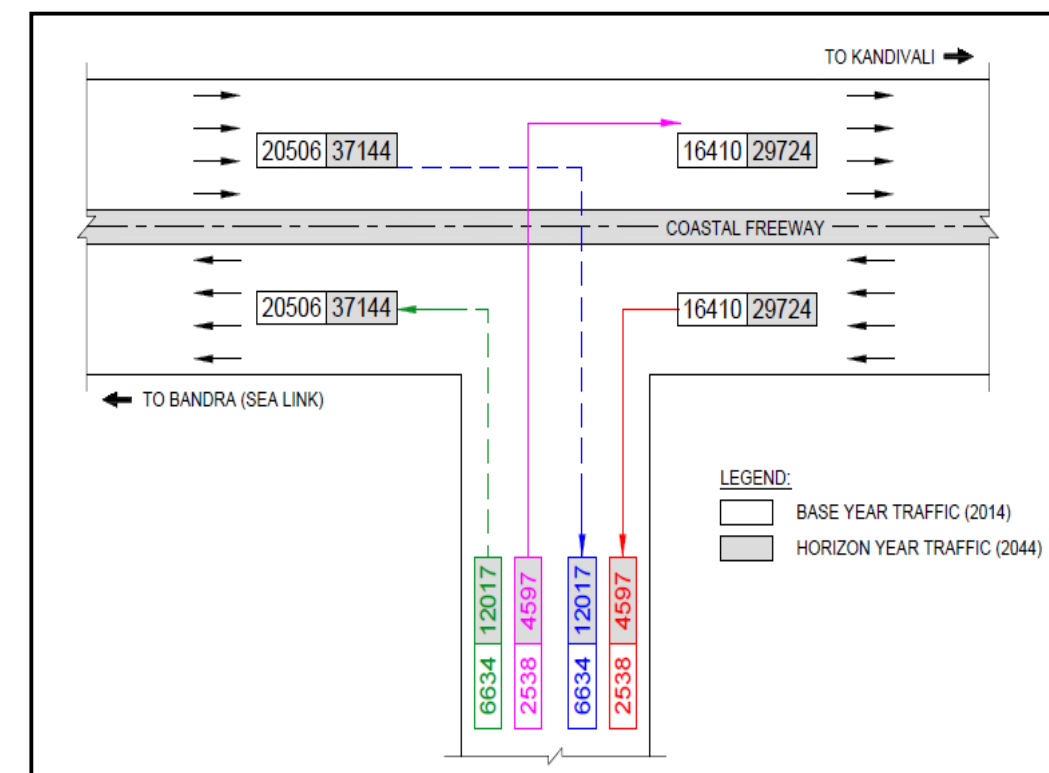 TO KANDIVALI
20506 37144
16410 29724
COASTAL FREEWAY
20506 37144
16410 29724
TO BANDRA (SEA LINK)
LEGEND:
BASE YEAR TRAFFIC (2014)
HORIZON YEAR TRAFFIC (2044)
6634 12017
2538 4597
6634 12017
2538 4597